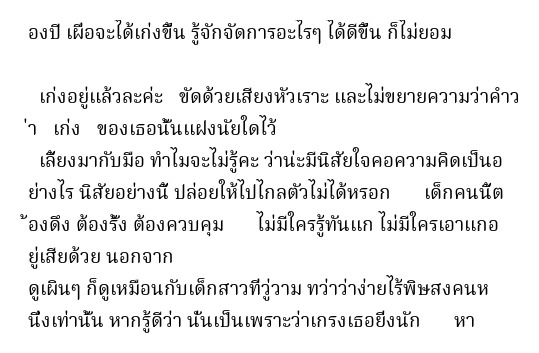 องปี เผื่อจะได้เก่งขึ้น รู้จักจัดการอะไรๆ ได้ดีขึ้น ก็ไม่ยอม
เก่งอยู่แล้วละค่ะ ขัดด้วยเสียงหัวเราะ และไม่ขยายความว่าคำว
่า เก่ง ของเธอนั้นแฝงนัยใดไว้
เลี้ยงมากับมือ ทำไมจะไม่รู้คะ ว่าน่ะมีนิสัยใจคอความคิดเป็นอ
ย่างไร นิสัยอย่างนี้ ปล่อยให้ไปไกลตัวไม่ได้หรอก เด็กคนนี้ต
้องดึง ต้องรั้ง ต้องควบคุม ไม่มีใครรู้ทันแก ไม่มีใครเอาแกอ
ยู่เสียด้วย นอกจาก
ดูเผินๆ ก็ดูเหมือนกับเด็กสาวที่วู่วาม ทว่าว่าง่ายไร้พิษสงคนห
นึ่งเท่านั้น หากรู้ดีว่า นั่นเป็นเพราะว่าเกรงเธอยิ่งนัก หา